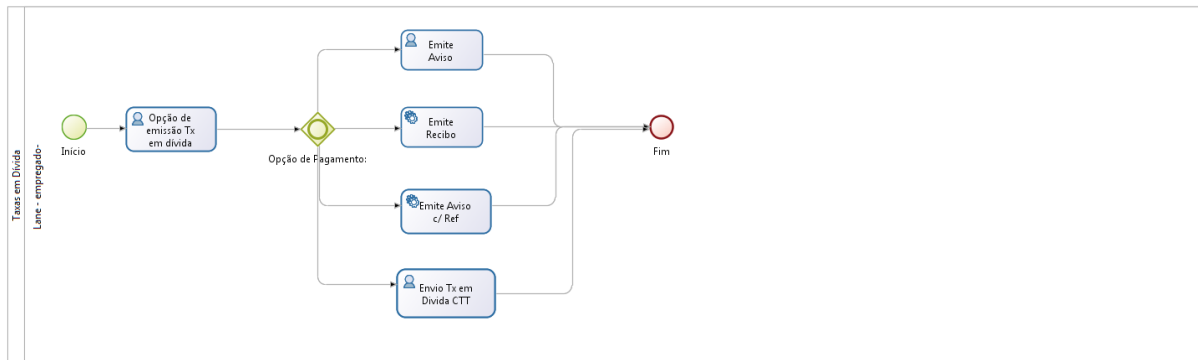 Taxas em Dívida
Lane - empregado-
Início
Opção de
emissão Tx
em dívida
Opção de Pagamento:
Emite
Aviso
Emite
Recibo
Emite Aviso
c/ Ref
Envio Tx em
Divida CTT
Fim